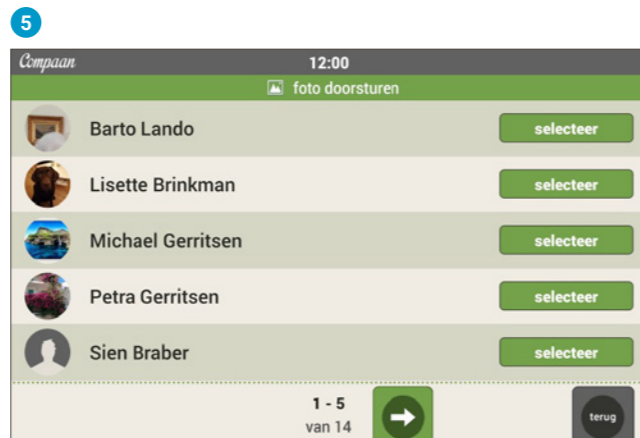 5
Compaan 12:00
foto doorsturen
Barto Lando selecteer
Lisette Brinkman selecteer
Michael Gerritsen selecteer
Petra Gerritsen selecteer
Sien Braber selecteer
1 - 5
van 14
terug